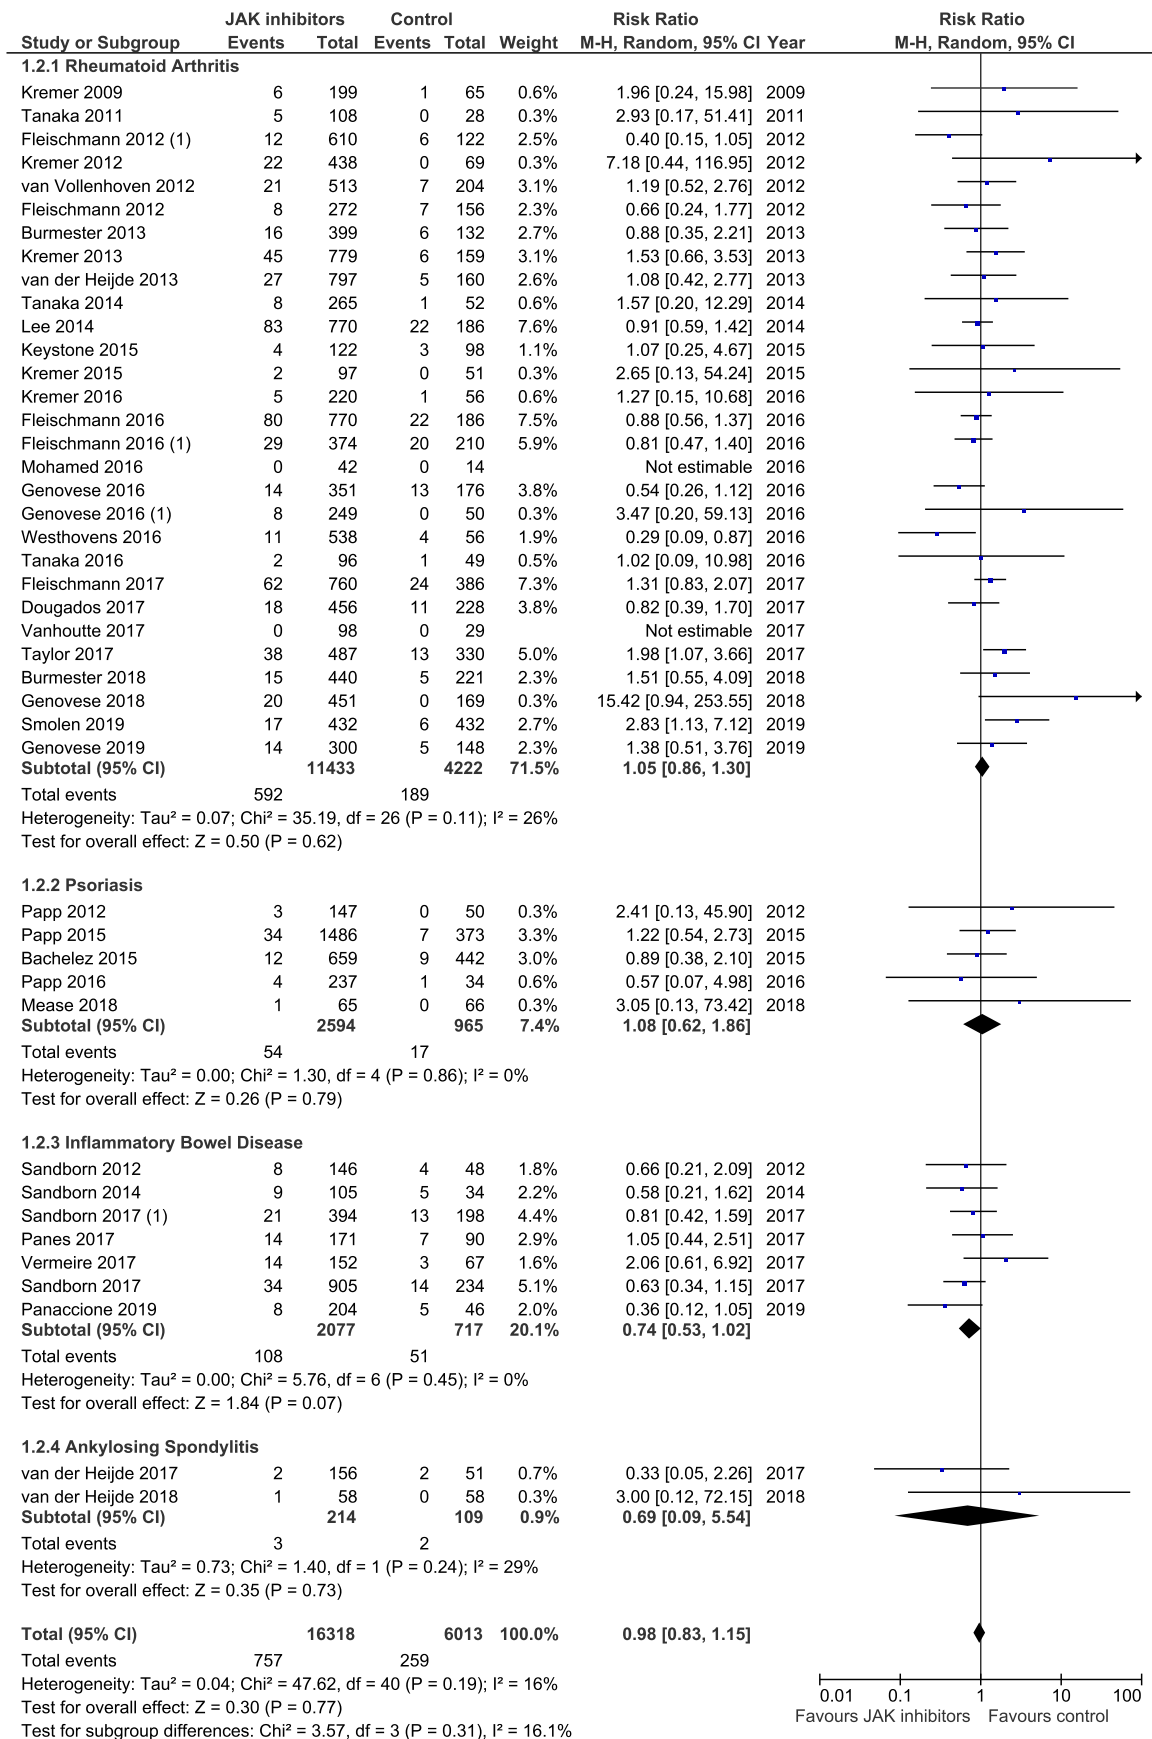 JAK inhibitors Control Risk Ratio Risk Ratio
Study or Subgroup Events Total Events Total Weight M-H, Random, 95% CI Year M-H, Random, 95% CI
1.2.1 Rheumatoid Arthritis
Kremer 2009 6 199 1 65 0.6% 1.96 [0.24, 15.98] 2009
Tanaka 2011 5 108 0 28 0.3% 2.93 [0.17, 51.41] 2011
Fleischmann 2012 (1) 12 610 6 122 2.5% 0.40 [0.15, 1.05] 2012
Kremer 2012 22 438 0 69 0.3% 7.18 [0.44, 116.95] 2012
van Vollenhoven 2012 21 513 7 204 3.1% 1.19 [0.52, 2.76] 2012
Fleischmann 2012 8 272 7 156 2.3% 0.66 [0.24, 1.77] 2012
Burmester 2013 16 399 6 132 2.7% 0.88 [0.35, 2.21] 2013
Kremer 2013 45 779 6 159 3.1% 1.53 [0.66, 3.53] 2013
van der Heijde 2013 27 797 5 160 2.6% 1.08 [0.42, 2.77] 2013
Tanaka 2014 8 265 1 52 0.6% 1.57 [0.20, 12.29] 2014
Lee 2014 83 770 22 186 7.6% 0.91 [0.59, 1.42] 2014
Keystone 2015 4 122 3 98 1.1% 1.07 [0.25, 4.67] 2015
Kremer 2015 2 97 0 51 0.3% 2.65 [0.13, 54.24] 2015
Kremer 2016 5 220 1 56 0.6% 1.27 [0.15, 10.68] 2016
Fleischmann 2016 80 770 22 186 7.5% 0.88 [0.56, 1.37] 2016
Fleischmann 2016 (1) 29 374 20 210 5.9% 0.81 [0.47, 1.40] 2016
Mohamed 2016 0 42 0 14 Not estimable 2016
Genovese 2016 14 351 13 176 3.8% 0.54 [0.26, 1.12] 2016
Genovese 2016 (1) 8 249 0 50 0.3% 3.47 [0.20, 59.13] 2016
Westhovens 2016 11 538 4 56 1.9% 0.29 [0.09, 0.87] 2016
Tanaka 2016 2 96 1 49 0.5% 1.02 [0.09, 10.98] 2016
Fleischmann 2017 62 760 24 386 7.3% 1.31 [0.83, 2.07] 2017
Dougados 2017 18 456 11 228 3.8% 0.82 [0.39, 1.70] 2017
Vanhoutte 2017 0 98 0 29 Not estimable 2017
Taylor 2017 38 487 13 330 5.0% 1.98 [1.07, 3.66] 2017
Burmester 2018 15 440 5 221 2.3% 1.51 [0.55, 4.09] 2018
Genovese 2018 20 451 0 169 0.3% 15.42 [0.94, 253.55] 2018
Smolen 2019 17 432 6 432 2.7% 2.83 [1.13, 7.12] 2019
Genovese 2019 14 300 5 148 2.3% 1.38 [0.51, 3.76] 2019
Subtotal (95% CI) 11433 4222 71.5% 1.05 [0.86, 1.30]
Total events 592 189
Heterogeneity: Tau² = 0.07; Chi² = 35.19, df = 26 (P = 0.11); I² = 26%
Test for overall effect: Z = 0.50 (P = 0.62)
1.2.2 Psoriasis
Papp 2012 3 147 0 50 0.3% 2.41 [0.13, 45.90] 2012
Papp 2015 34 1486 7 373 3.3% 1.22 [0.54, 2.73] 2015
Bachelez 2015 12 659 9 442 3.0% 0.89 [0.38, 2.10] 2015
Papp 2016 4 237 1 34 0.6% 0.57 [0.07, 4.98] 2016
Mease 2018 1 65 0 66 0.3% 3.05 [0.13, 73.42] 2018
Subtotal (95% CI) 2594 965 7.4% 1.08 [0.62, 1.86]
Total events 54 17
Heterogeneity: Tau² = 0.00; Chi² = 1.30, df = 4 (P = 0.86); I² = 0%
Test for overall effect: Z = 0.26 (P = 0.79)
1.2.3 Inflammatory Bowel Disease
Sandborn 2012 8 146 4 48 1.8% 0.66 [0.21, 2.09] 2012
Sandborn 2014 9 105 5 34 2.2% 0.58 [0.21, 1.62] 2014
Sandborn 2017 (1) 21 394 13 198 4.4% 0.81 [0.42, 1.59] 2017
Panes 2017 14 171 7 90 2.9% 1.05 [0.44, 2.51] 2017
Vermeire 2017 14 152 3 67 1.6% 2.06 [0.61, 6.92] 2017
Sandborn 2017 34 905 14 234 5.1% 0.63 [0.34, 1.15] 2017
Panaccione 2019 8 204 5 46 2.0% 0.36 [0.12, 1.05] 2019
Subtotal (95% CI) 2077 717 20.1% 0.74 [0.53, 1.02]
Total events 108 51
Heterogeneity: Tau² = 0.00; Chi² = 5.76, df = 6 (P = 0.45); I² = 0%
Test for overall effect: Z = 1.84 (P = 0.07)
1.2.4 Ankylosing Spondylitis
van der Heijde 2017 2 156 2 51 0.7% 0.33 [0.05, 2.26] 2017
van der Heijde 2018 1 58 0 58 0.3% 3.00 [0.12, 72.15] 2018
Subtotal (95% CI) 214 109 0.9% 0.69 [0.09, 5.54]
Total events 3 2
Heterogeneity: Tau² = 0.73; Chi² = 1.40, df = 1 (P = 0.24); I² = 29%
Test for overall effect: Z = 0.35 (P = 0.73)
Total (95% CI) 16318 6013 100.0% 0.98 [0.83, 1.15]
Total events 757 259
Heterogeneity: Tau² = 0.04; Chi² = 47.62, df = 40 (P = 0.19); I² = 16%
Test for overall effect: Z = 0.30 (P = 0.77)
Test for subgroup differences: Chi² = 3.57, df = 3 (P = 0.31), I² = 16.1%
0.01 0.1 1 10 100
Favours JAK inhibitors Favours control